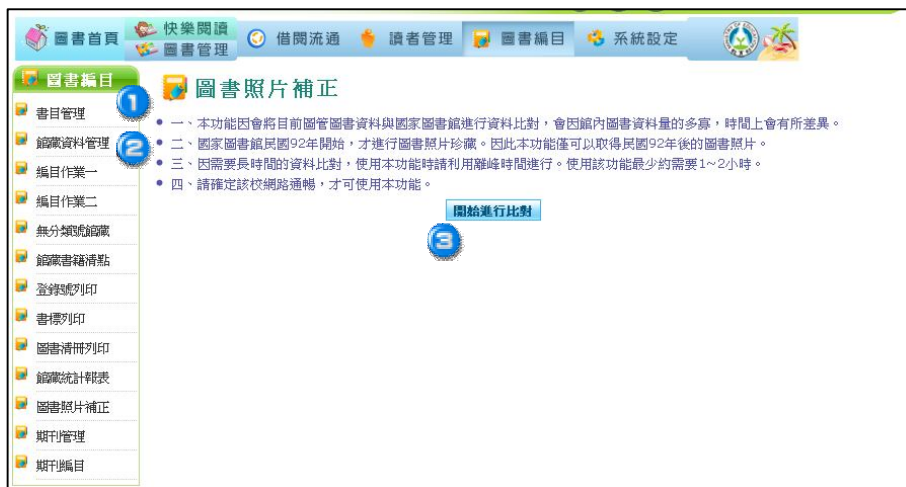 圖書首頁
快樂閱讀
圖書管理
借閱流通
讀者管理
圖書編目
系統設定
圖書編目
書目管理
館藏資料管理
編目作業一
編目作業二
無分類號館藏
館藏書籍清點
登錄號列印
書標列印
圖書清冊列印
館藏統計報表
圖書照片補正
期刊管理
期刊編目
1
2
圖書照片補正
一、本功能因會將目前圖管圖書資料與國家圖書館進行資料比對，會因館內圖書資料量的多寡，時間上會有所差異。
二、國家圖書館民國92年開始，才進行圖書照片珍藏。因此本功能僅可以取得民國92年後的圖書照片。
三、因需要長時間的資料比對，使用本功能時請利用離峰時間進行。使用該功能最少約需要1~2小時。
四、請確定該校網路通暢，才可使用本功能。
開始進行比對
3